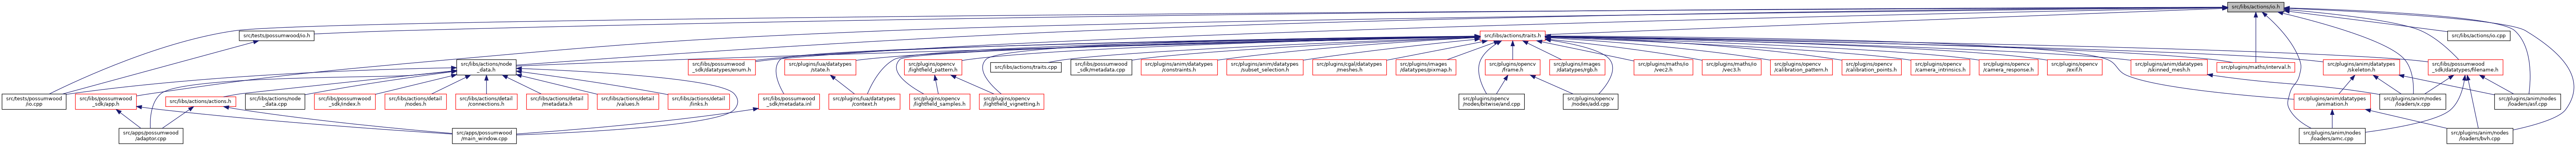 src/libs/actions/io.h
src/tests/possumwood/io.h
src/libs/actions/traits.h
src/libs/actions/io.cpp
src/libs/actions/node
_data.h
src/libs/possumwood
_sdk/datatypes/enum.h
src/plugins/lua/datatypes
/state.h
src/plugins/opencv
/lightfield_pattern.h
src/libs/actions/traits.cpp
src/libs/possumwood
_sdk/metadata.cpp
src/plugins/anim/datatypes
/constraints.h
src/plugins/anim/datatypes
/subset_selection.h
src/plugins/cgal/datatypes
/meshes.h
src/plugins/images
/datatypes/pixmap.h
src/plugins/opencv
/frame.h
src/plugins/images
/datatypes/rgb.h
src/plugins/maths/io
/vec2.h
src/plugins/maths/io
/vec3.h
src/plugins/opencv
/calibration_pattern.h
src/plugins/opencv
/calibration_points.h
src/plugins/opencv
/camera_intrinsics.h
src/plugins/opencv
/camera_response.h
src/plugins/opencv
/exif.h
src/plugins/anim/datatypes
/skinned_mesh.h
src/plugins/maths/interval.h
src/plugins/anim/datatypes
/skeleton.h
src/libs/possumwood
_sdk/datatypes/filename.h
src/tests/possumwood
/io.cpp
src/libs/possumwood
_sdk/app.h
src/libs/actions/actions.h
src/libs/actions/node
_data.cpp
src/libs/possumwood
_sdk/index.h
src/libs/actions/detail
/nodes.h
src/libs/actions/detail
/connections.h
src/libs/actions/detail
/metadata.h
src/libs/actions/detail
/values.h
src/libs/actions/detail
/links.h
src/libs/possumwood
_sdk/metadata.inl
src/plugins/lua/datatypes
/context.h
src/plugins/opencv
/lightfield_samples.h
src/plugins/opencv
/lightfield_vignetting.h
src/plugins/opencv
/nodes/bitwise/and.cpp
src/plugins/opencv
/nodes/add.cpp
src/plugins/anim/datatypes
/animation.h
src/plugins/anim/nodes
/loaders/x.cpp
src/plugins/anim/nodes
/loaders/asf.cpp
src/apps/possumwood
/adaptor.cpp
src/apps/possumwood
/main_window.cpp
src/plugins/anim/nodes
/loaders/amc.cpp
src/plugins/anim/nodes
/loaders/bvh.cpp